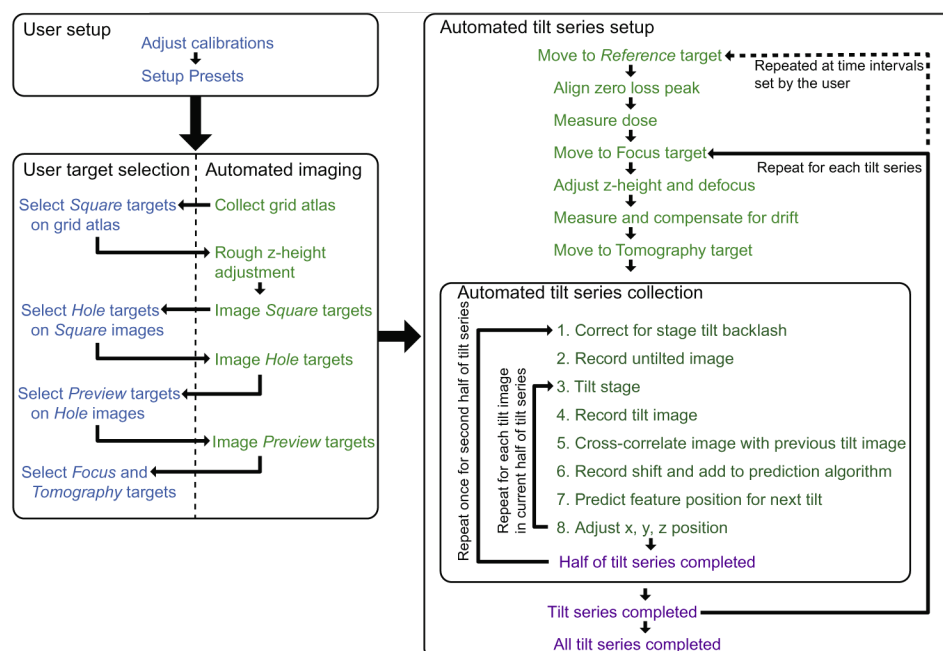 User setup
Adjust calibrations
Setup Presets
User target selection
Automated imaging
Select Square targets
on grid atlas
Collect grid atlas
Rough z-height
adjustment
Select Hole targets
on Square images
Image Square targets
Image Hole targets
Select Preview targets
on Hole images
Image Preview targets
Select Focus and
Tomography targets
Automated tilt series setup
Move to Reference target
Repeated at time intervals
set by the user
Align zero loss peak
Measure dose
Move to Focus target
Repeat for each tilt series
Adjust z-height and defocus
Measure and compensate for drift
Move to Tomography target
Automated tilt series collection
Repeat once for second half of tilt series
Repeat for each tilt image
in current half of tilt series
1. Correct for stage tilt backlash
2. Record untilted image
3. Tilt stage
4. Record tilt image
5. Cross-correlate image with previous tilt image
6. Record shift and add to prediction algorithm
7. Predict feature position for next tilt
8. Adjust x, y, z position
Half of tilt series completed
Tilt series completed
All tilt series completed